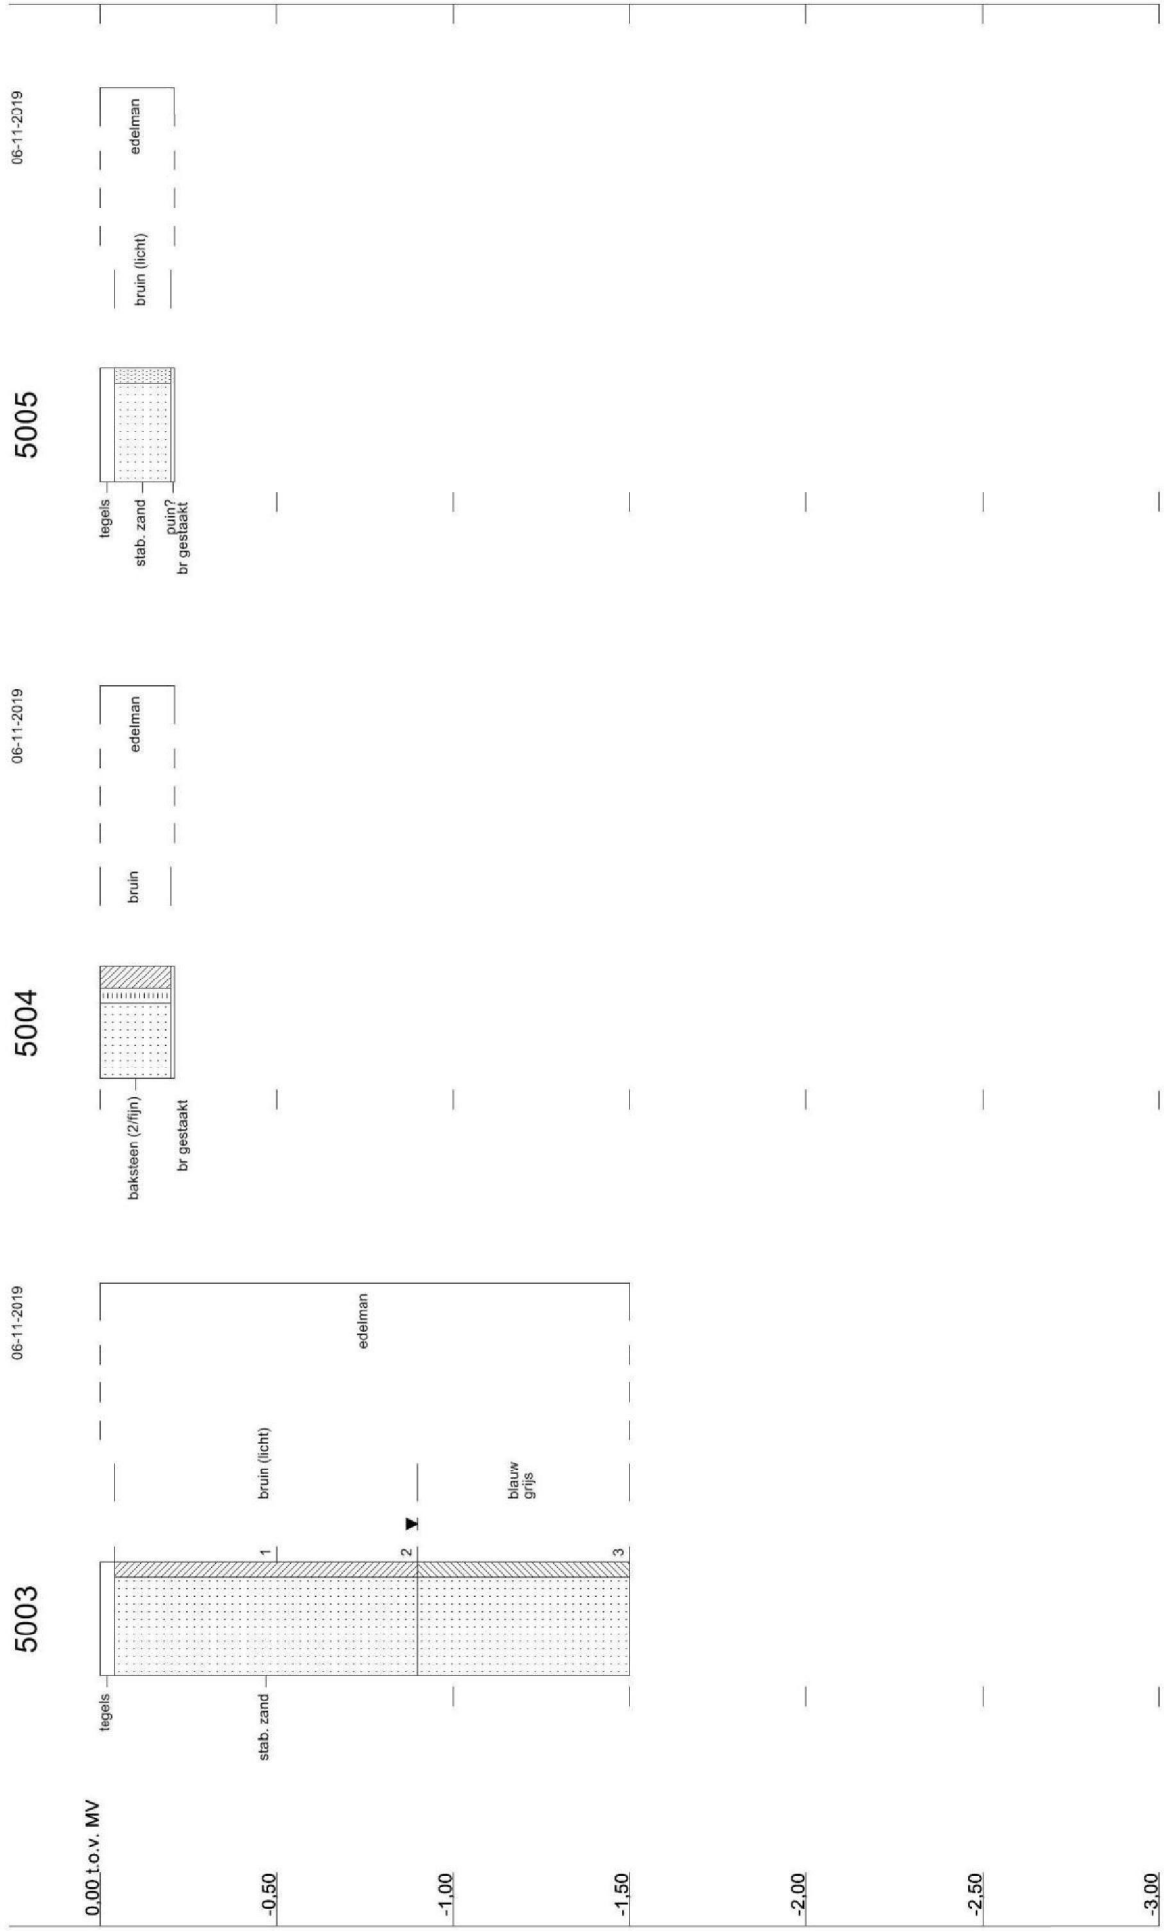 5003
06-11-2019
0,00 t.o.v. MV
-0,50
-1,00
-1,50
-2,00
-2,50
-3,00
tegels
stab. zand
1
2
3
bruin (licht)
blauw
grijs
edelman
5004
06-11-2019
baksteen (2/fijn)
br gestaakt
bruin
edelman
5005
06-11-2019
tegels
stab. zand
puin?
br gestaakt
bruin (licht)
edelman